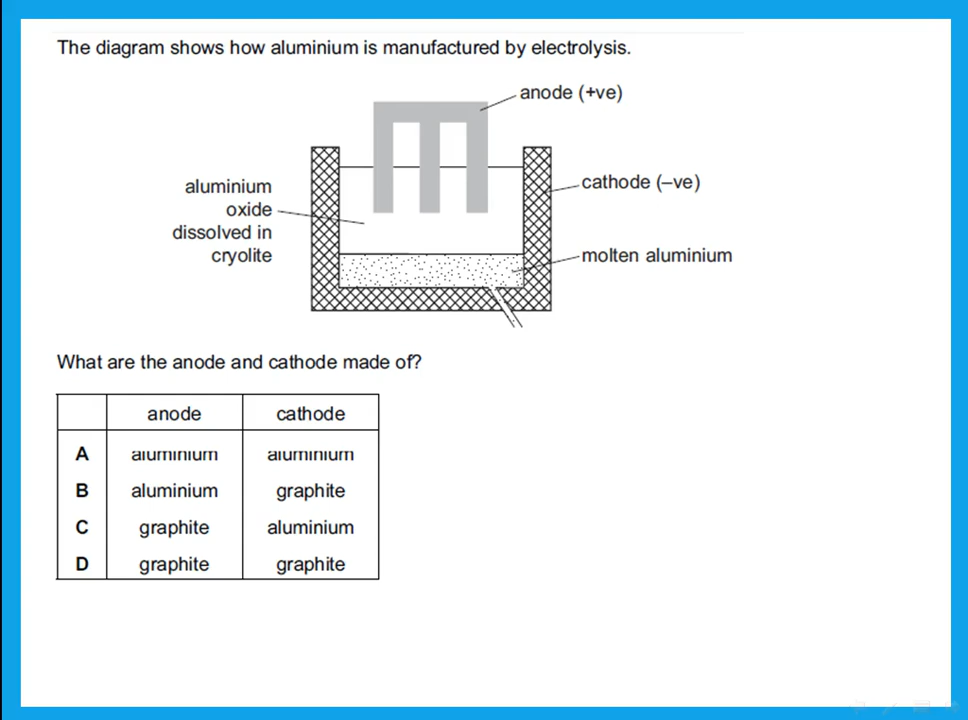 The diagram shows how aluminium is manufactured by electrolysis.
anode (+ve)
aluminium
oxide
dissolved in
cryolite
cathode (–ve)
molten aluminium
What are the anode and cathode made of?
anode cathode
A aluminium aluminium
B aluminium graphite
C graphite aluminium
D graphite graphite